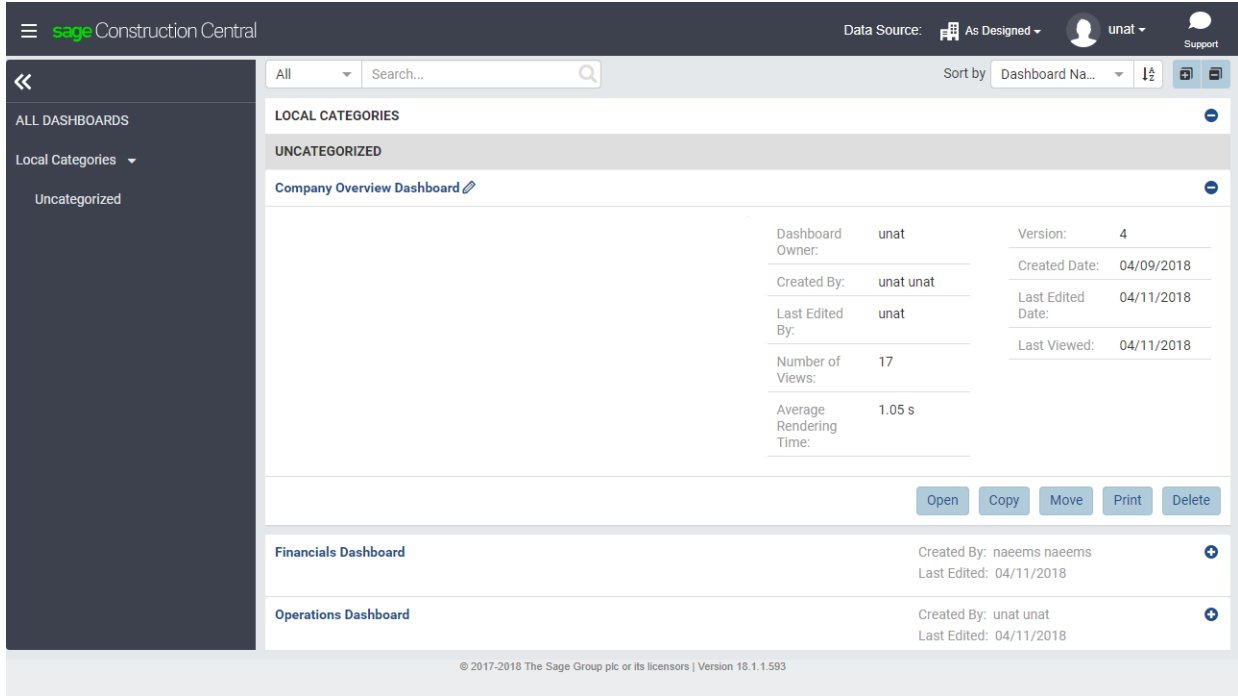 sage Construction Central
Data Source: As Designed unat Support
ALL DASHBOARDS
Local Categories
Uncategorized
All Search... Sort by Dashboard Na... A Z
LOCAL CATEGORIES
UNCATEGORIZED
Company Overview Dashboard
Dashboard Owner: unat
Created By: unat unat
Last Edited By: unat
Number of Views: 17
Average Rendering Time: 1.05 s
Version: 4
Created Date: 04/09/2018
Last Edited Date: 04/11/2018
Last Viewed: 04/11/2018
Open Copy Move Print Delete
Financials Dashboard
Created By: naeems naeems
Last Edited: 04/11/2018
Operations Dashboard
Created By: unat unat
Last Edited: 04/11/2018
© 2017-2018 The Sage Group plc or its licensors | Version 18.1.1.593